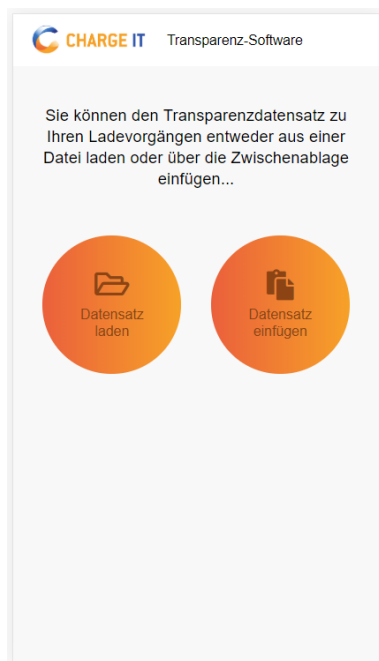 CHARGE IT Transparenz-Software
Sie können den Transparenzdatensatz zu
Ihren Ladevorgängen entweder aus einer
Datei laden oder über die Zwischenablage
einfügen...
Datensatz
laden
Datensatz
einfügen